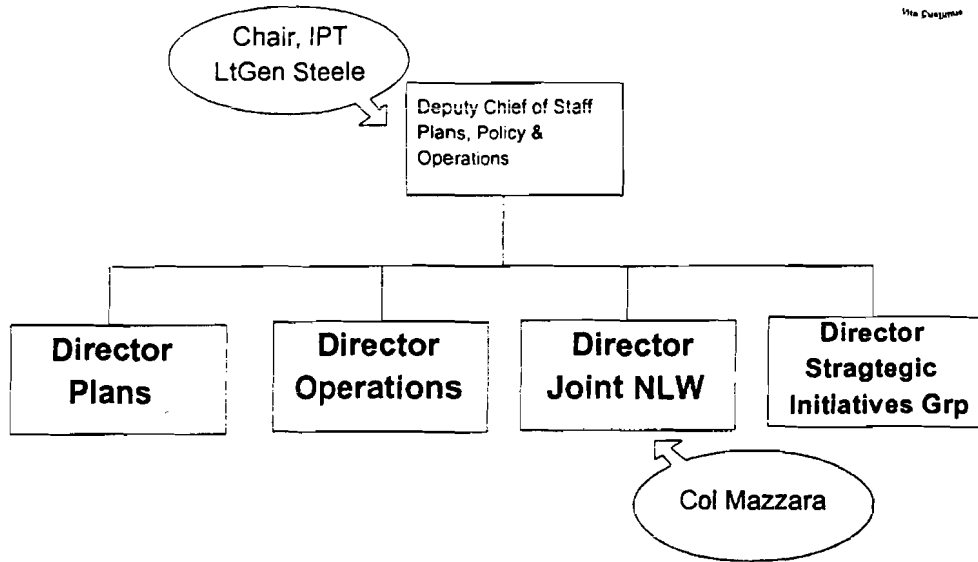 Chair, IPT
LtGen Steele
Deputy Chief of Staff
Plans, Policy &
Operations
Director
Plans
Director
Operations
Director
Joint NLW
Director
Stragtegic
Initiatives Grp
Col Mazzara